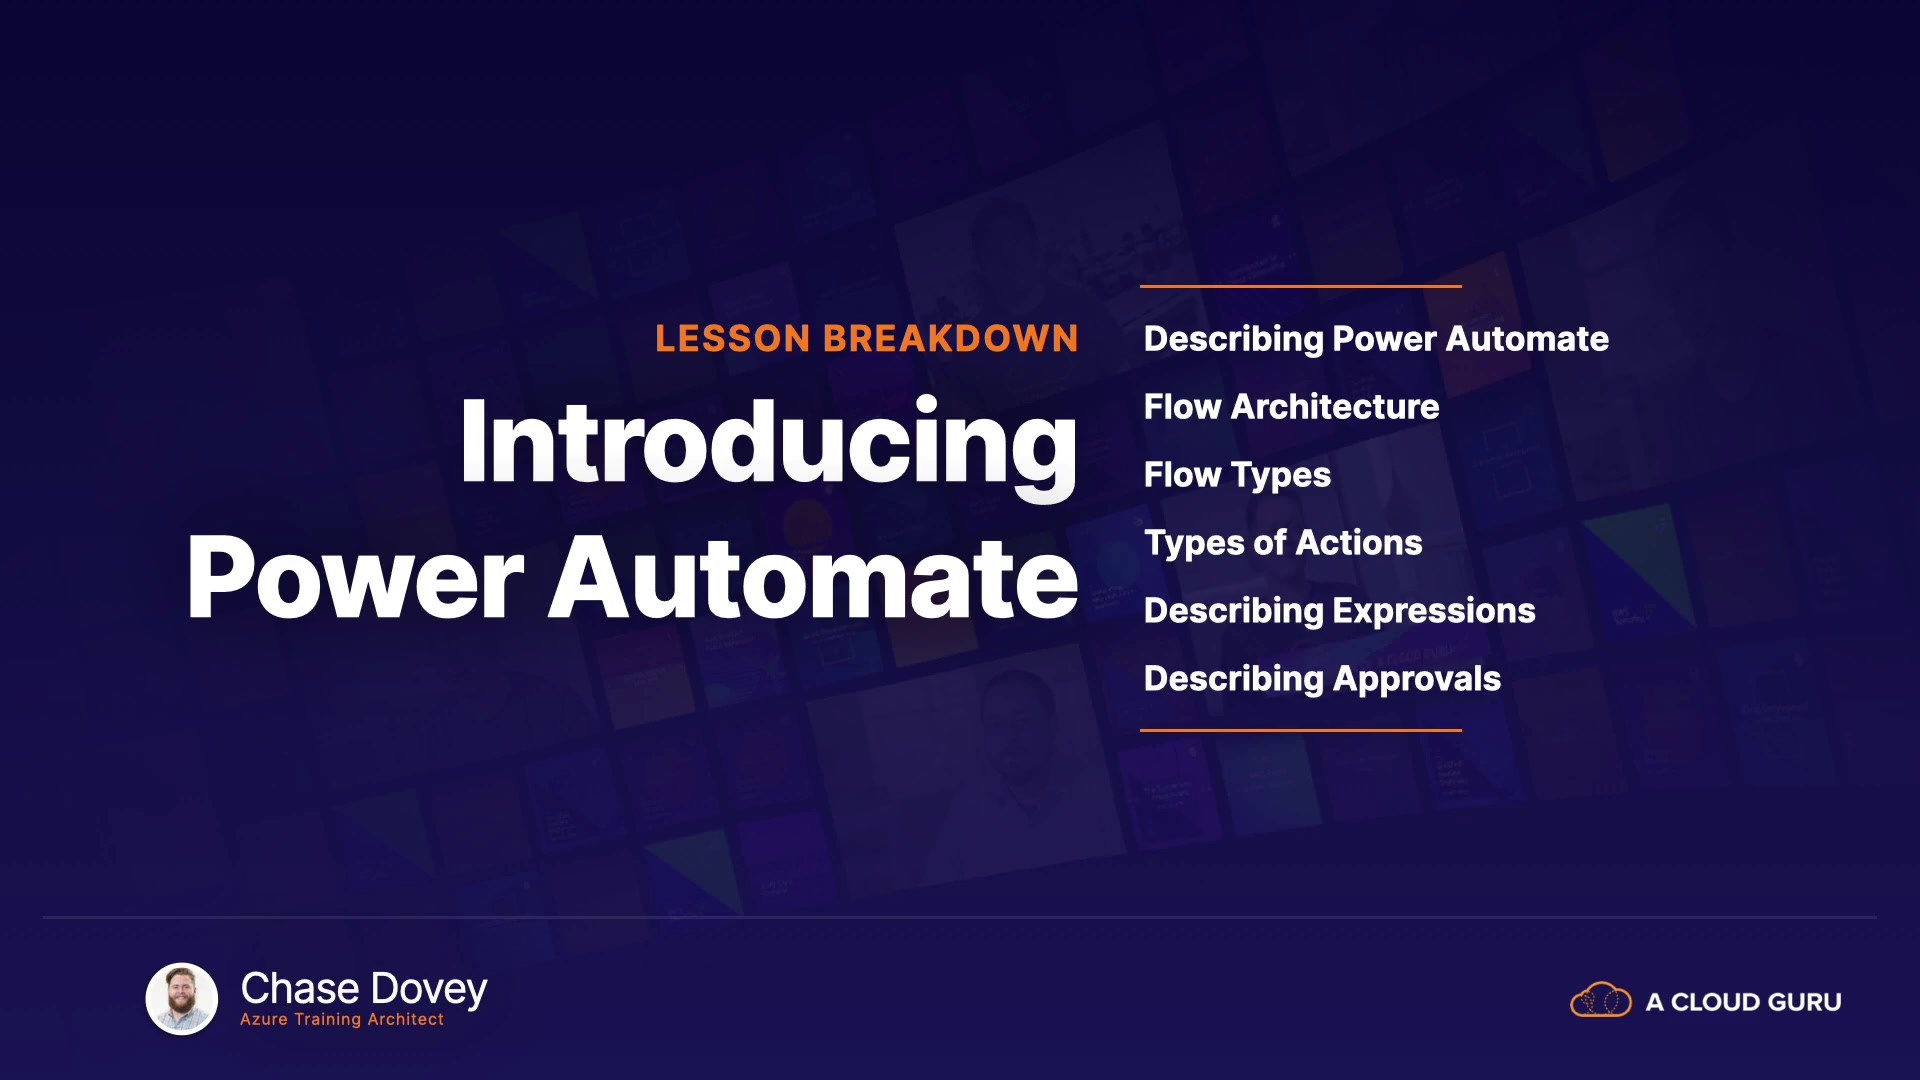 LESSON BREAKDOWN
Introducing
Power Automate
Describing Power Automate
Flow Architecture
Flow Types
Types of Actions
Describing Expressions
Describing Approvals
Chase Dovey
Azure Training Architect
A CLOUD GURU